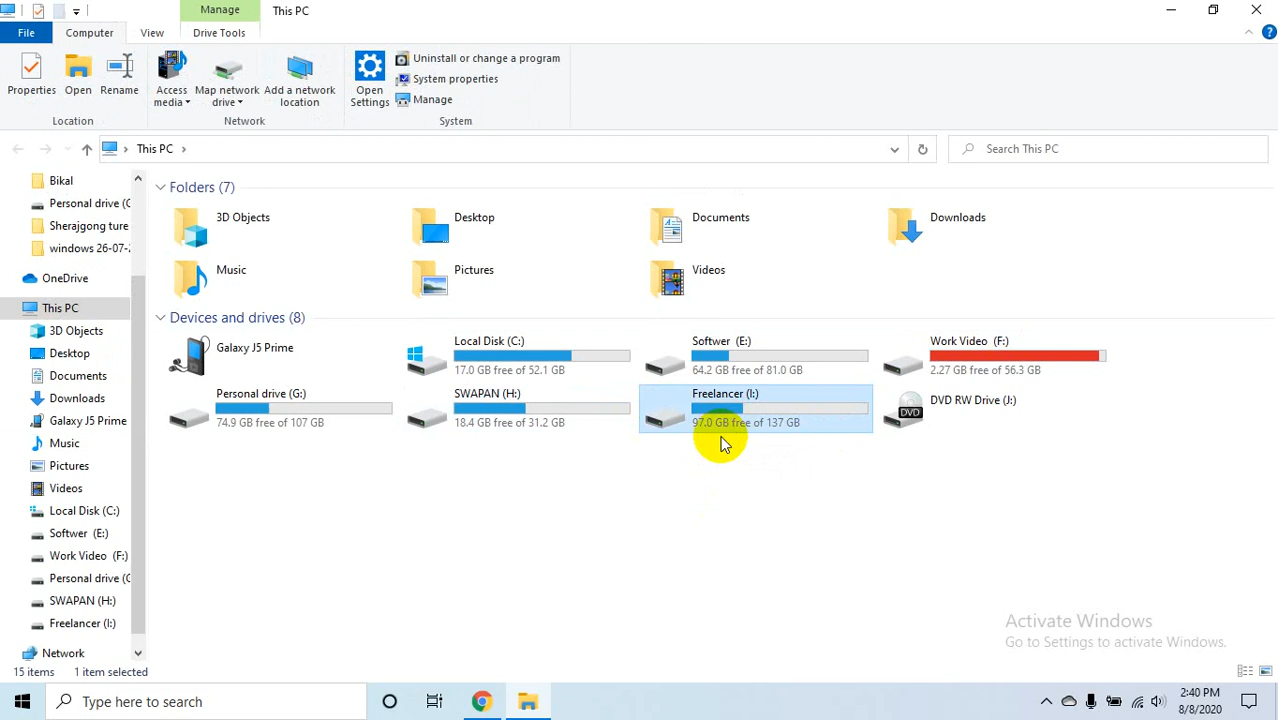 Manage
This PC
File
Computer
View
Drive Tools
Properties
Open
Rename
Access media
Map network drive
Add a network location
Open Settings
Uninstall or change a program
System properties
Manage
Location
Network
System
This PC
Search This PC
Bikal
Personal drive (G
Sherajgong ture
windows 26-07-2
OneDrive
This PC
3D Objects
Desktop
Documents
Downloads
Galaxy J5 Prime
Music
Pictures
Videos
Local Disk (C:)
Softwer (E:)
Work Video (F:)
Personal drive (G
SWAPAN (H:)
Freelancer (I:)
Network
Folders (7)
3D Objects
Desktop
Documents
Downloads
Music
Pictures
Videos
Devices and drives (8)
Galaxy J5 Prime
Local Disk (C:)
17.0 GB free of 52.1 GB
Softwer (E:)
64.2 GB free of 81.0 GB
Work Video (F:)
2.27 GB free of 56.3 GB
Personal drive (G:)
74.9 GB free of 107 GB
SWAPAN (H:)
18.4 GB free of 31.2 GB
Freelancer (I:)
97.0 GB free of 137 GB
DVD
DVD RW Drive (J:)
Activate Windows
Go to Settings to activate Windows.
15 items
1 item selected
Type here to search
2:40 PM
8/8/2020